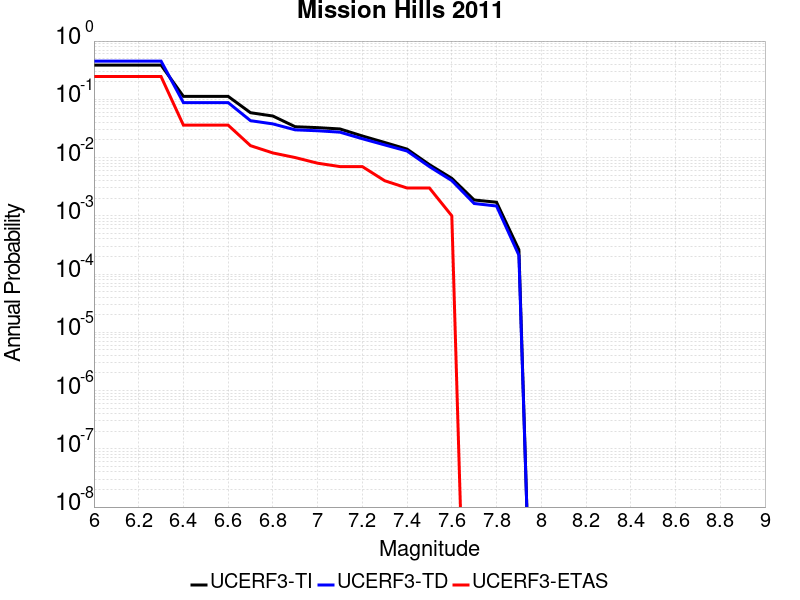 Mission Hills 2011
10^0
10^-1
10^-2
10^-3
10^-4
10^-5
10^-6
10^-7
10^-8
Annual Probability
6 6.2 6.4 6.6 6.8 7 7.2 7.4 7.6 7.8 8 8.2 8.4 8.6 8.8 9
Magnitude
UCERF3-TI UCERF3-TD UCERF3-ETAS